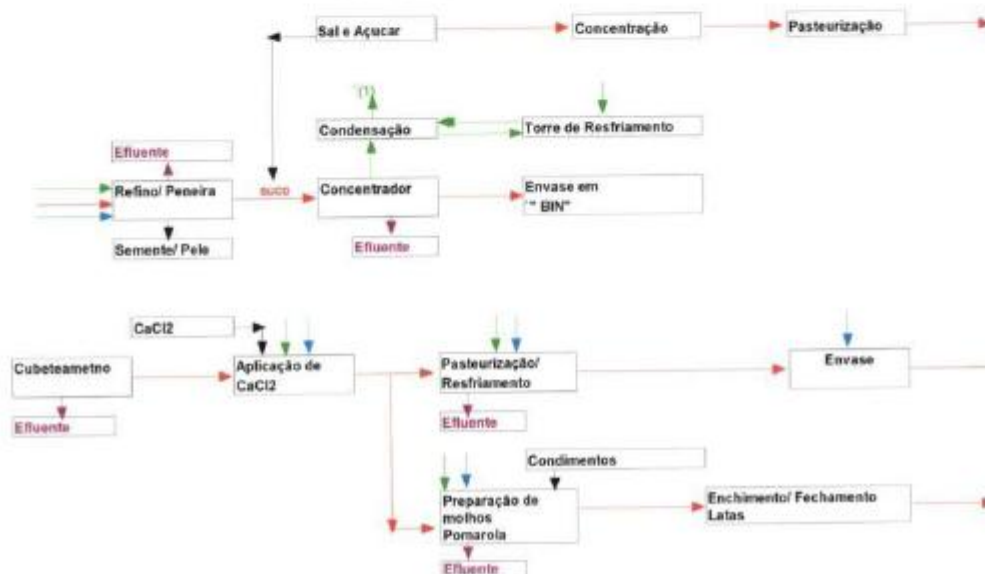 Sal e Açucar
Concentração
Pasteurização
(1)
Condensação
Torre de Resfriamento
Efluente
Refino/ Peneira
suco
Concentrador
Envase em
" BIN"
Semente/ Pele
Efluente
CaCl2
Cubeteametno
Aplicação de
CaCl2
Pasteurização/
Resfriamento
Envase
Efluente
Efluente
Condimentos
Preparação de
molhos
Pomarola
Enchimento/ Fechamento
Latas
Efluente